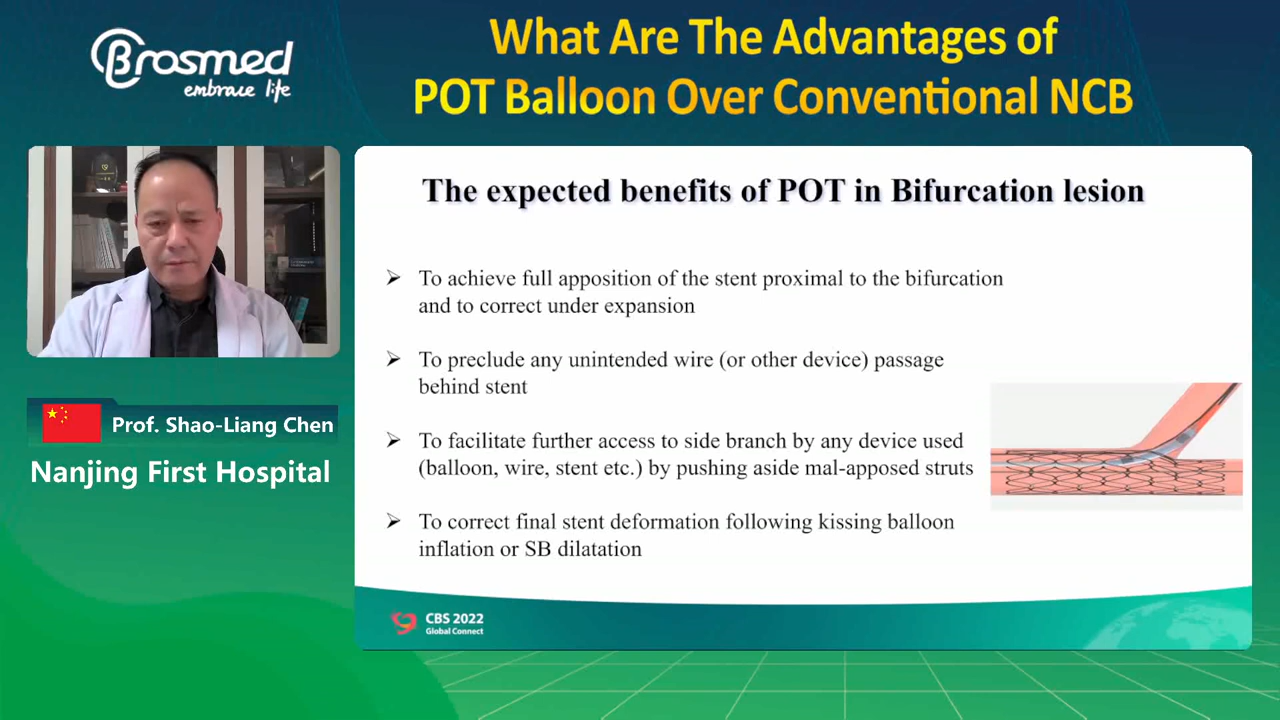 Brosmed
embrace life
What Are The Advantages of
POT Balloon Over Conventional NCB
Prof. Shao-Liang Chen
Nanjing First Hospital
The expected benefits of POT in Bifurcation lesion
➢ To achieve full apposition of the stent proximal to the bifurcation
and to correct under expansion
➢ To preclude any unintended wire (or other device) passage
behind stent
➢ To facilitate further access to side branch by any device used
(balloon, wire, stent etc.) by pushing aside mal-apposed struts
➢ To correct final stent deformation following kissing balloon
inflation or SB dilatation
CBS 2022
Global Connect